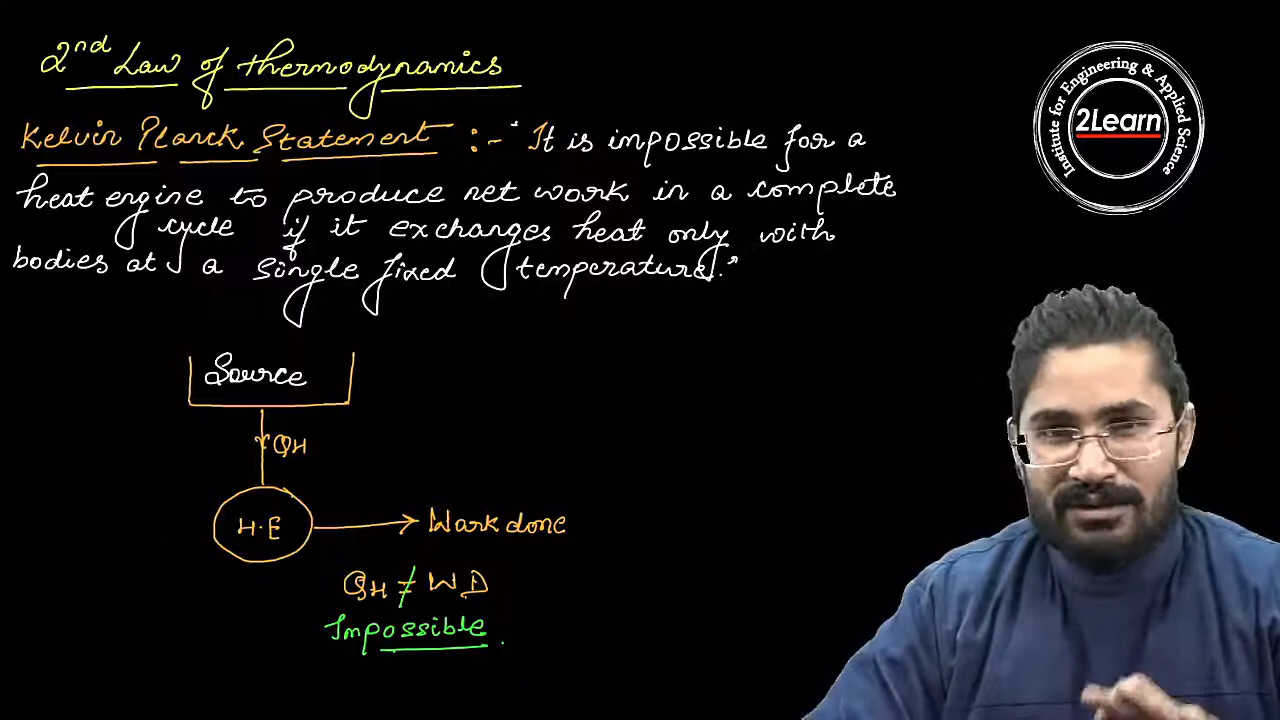 2nd Law of thermodynamics
Kelvin Planck Statement :- "It is impossible for a
heat engine to produce net work in a complete
cycle if it exchanges heat only with
bodies at a single fixed temperature."
Source
QH
H.E
Work done
QH ≠ W D
Impossible
Institute for Engineering & Applied Science
2Learn